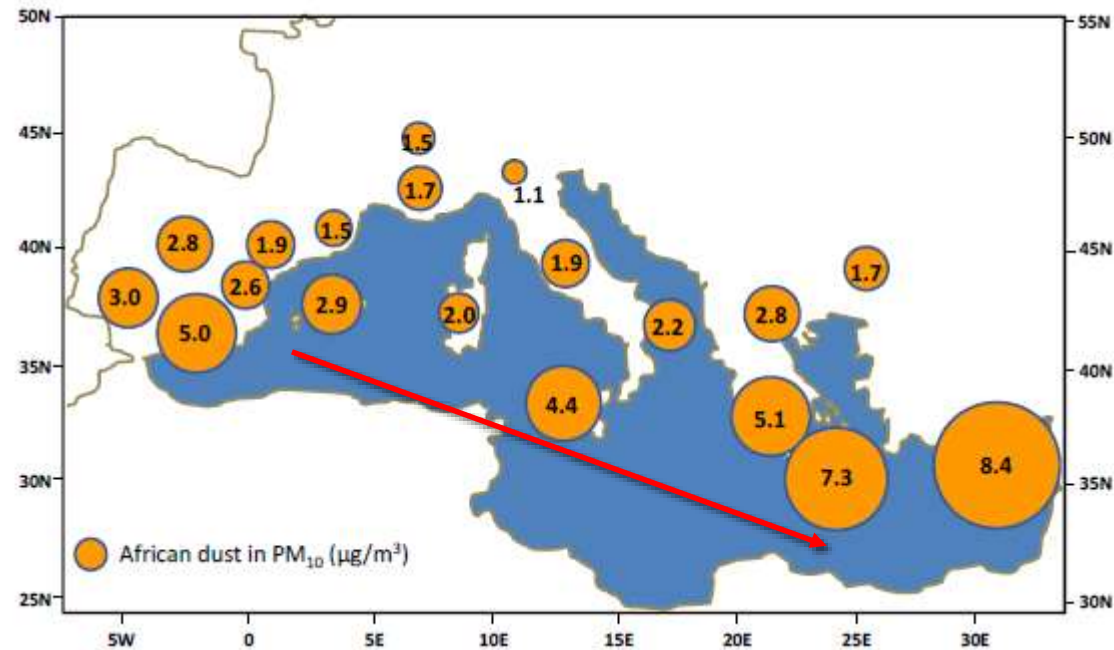 50N
55N
45N
50N
1.5
1.7
1.1
2.8
1.9
1.5
40N
45N
1.9
1.7
2.6
3.0
2.9
2.0
2.8
5.0
2.2
35N
40N
4.4
5.1
8.4
7.3
30N
35N
African dust in PM₁₀ (µg/m³)
25N
30N
5W 0 5E 10E 15E 20E 25E 30E